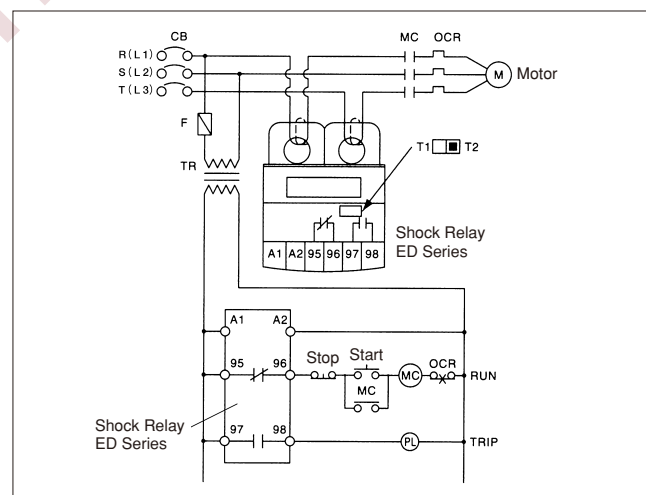 CB MC OCR
R(L1)
S(L2) M Motor
T(L3)
F
T1 T2
TR
Shock Relay
ED Series
A1 A2 95 96 97 98
A1 A2
95 96 Stop Start OCR
MC RUN
MC
Shock Relay
ED Series
97 98 PL TRIP